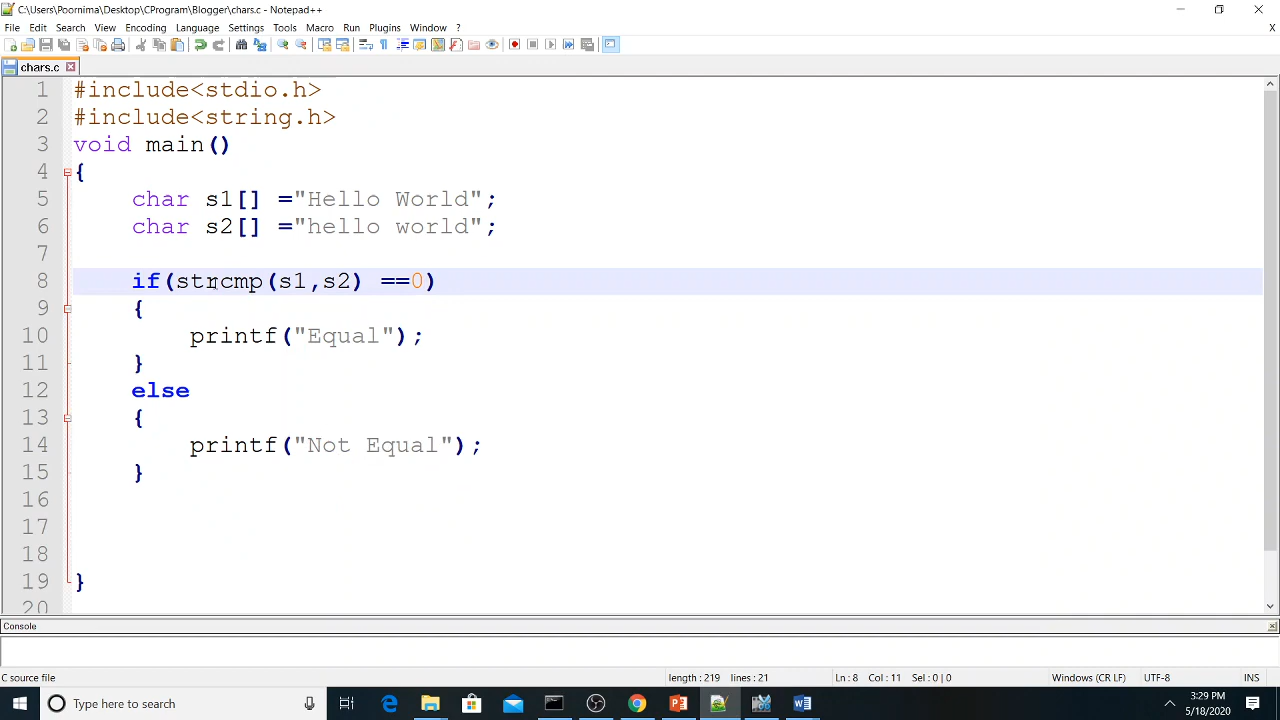 C:\Users\Poornima\Desktop\CProgram\Blogger\chars.c - Notepad++
File Edit Search View Encoding Language Settings Tools Macro Run Plugins Window ?
X
chars.c
1 #include<stdio.h>
2 #include<string.h>
3 void main()
4 {
5 char s1[] ="Hello World";
6 char s2[] ="hello world";
7
8 if(strcmp(s1,s2) ==0)
9 {
10 printf("Equal");
11 }
12 else
13 {
14 printf("Not Equal");
15 }
16
17
18
19 }
20
Console
C source file length : 219 lines : 21 Ln : 8 Col : 11 Sel : 0 | 0 Windows (CR LF) UTF-8 INS
Type here to search
3:29 PM
5/18/2020